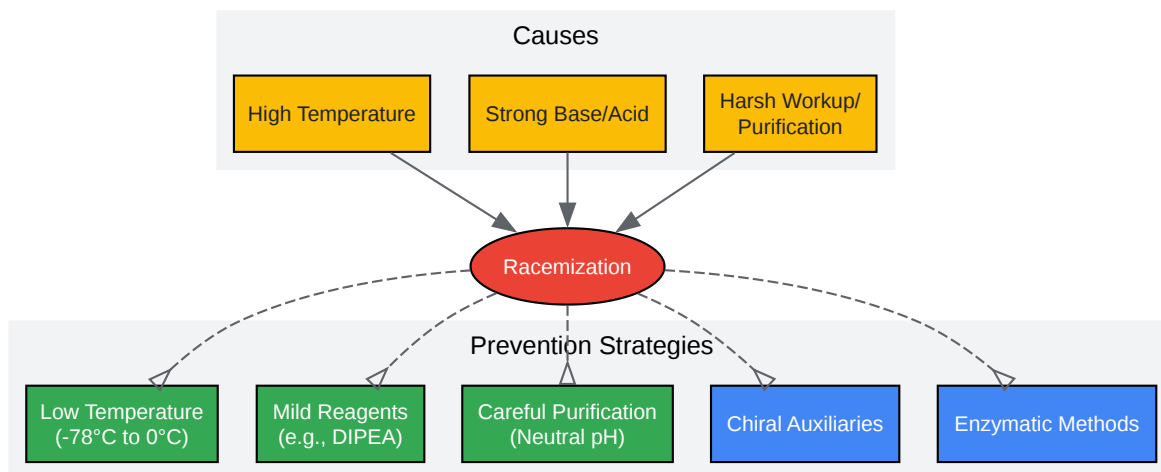 Causes
High Temperature
Strong Base/Acid
Harsh Workup/
Purification
Racemization
Prevention Strategies
Low Temperature
(-78°C to 0°C)
Mild Reagents
(e.g., DIPEA)
Careful Purification
(Neutral pH)
Chiral Auxiliaries
Enzymatic Methods